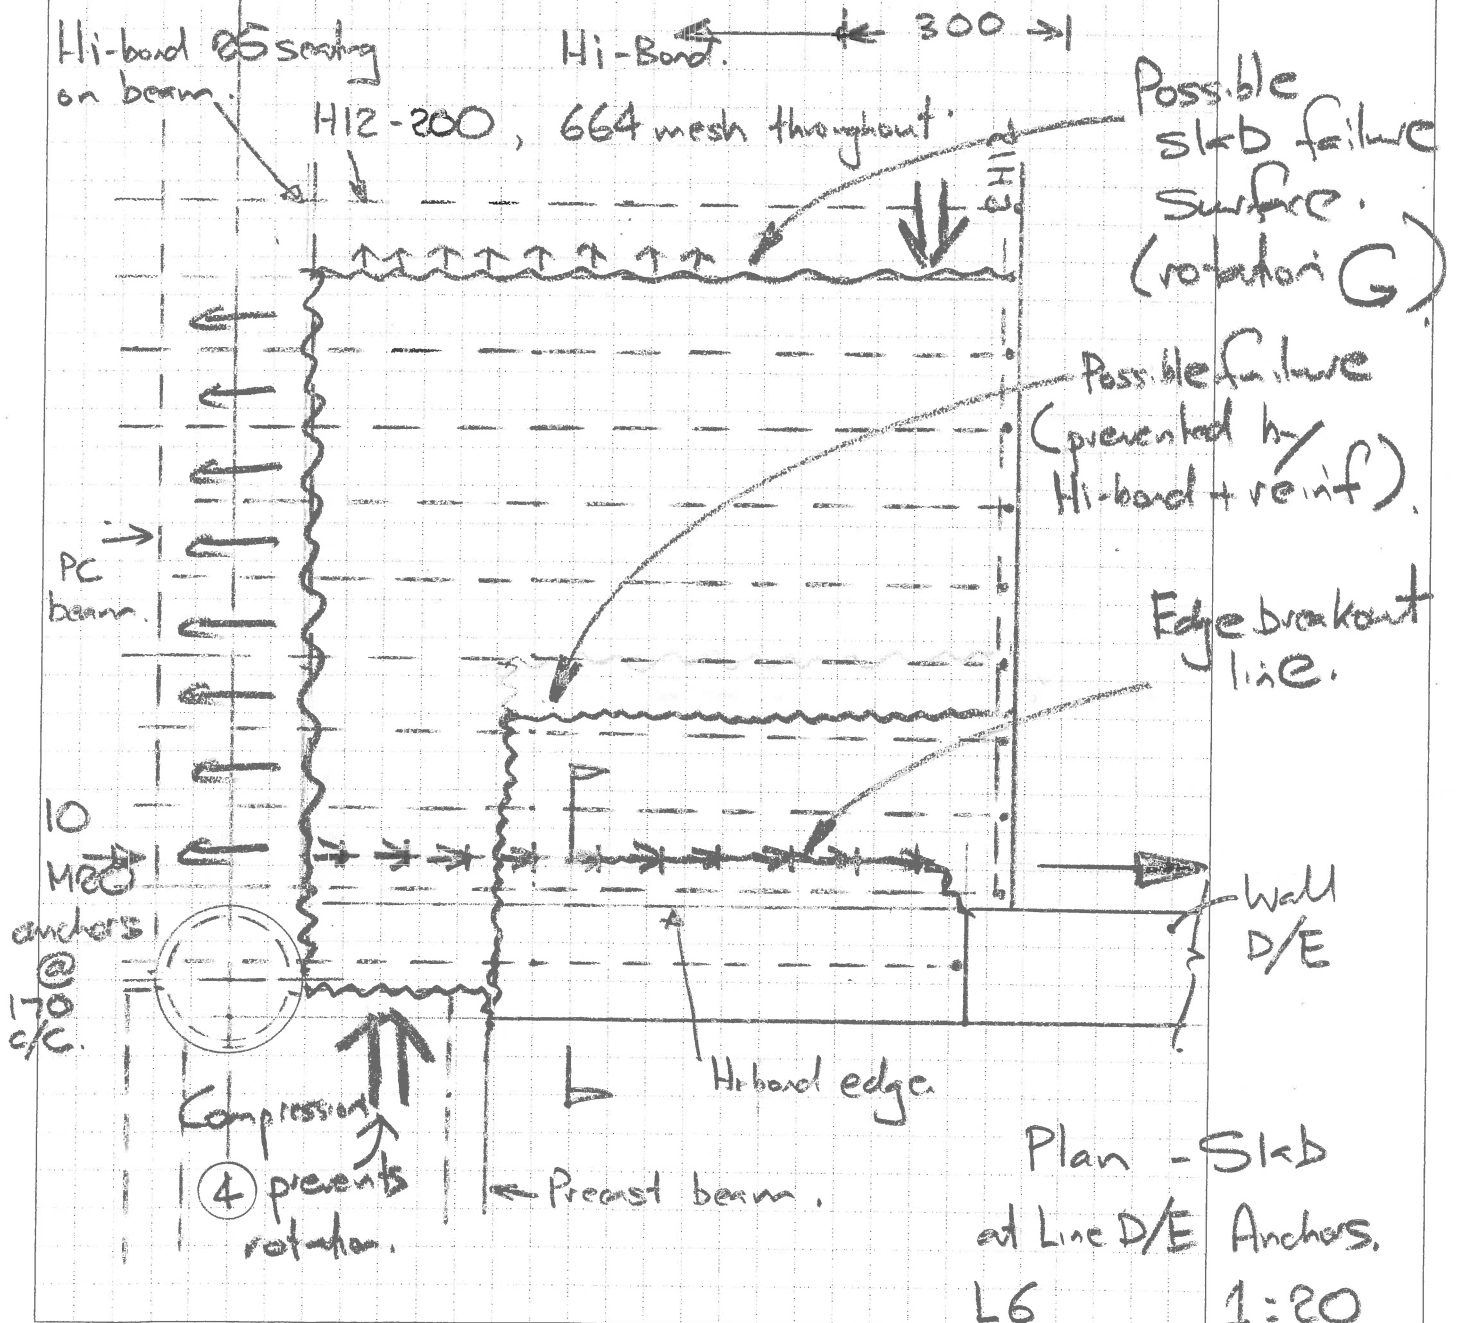 Hi-bond 25 seating
on beam.
Hi-Bond.
300
H12-200, 664 mesh throughout.
Possible
slab failure
surface.
(rotation G)
Possible failure
(prevented by
Hi-bond + reinf).
PC
beam.
Edge breakout
line.
10
M20
anchors
@
170
c/c.
Wall
D/E
Hibond edge.
Compression
4 prevents
rotation.
Precast beam.
Plan - Slab
at Line D/E Anchors.
L6 1:20